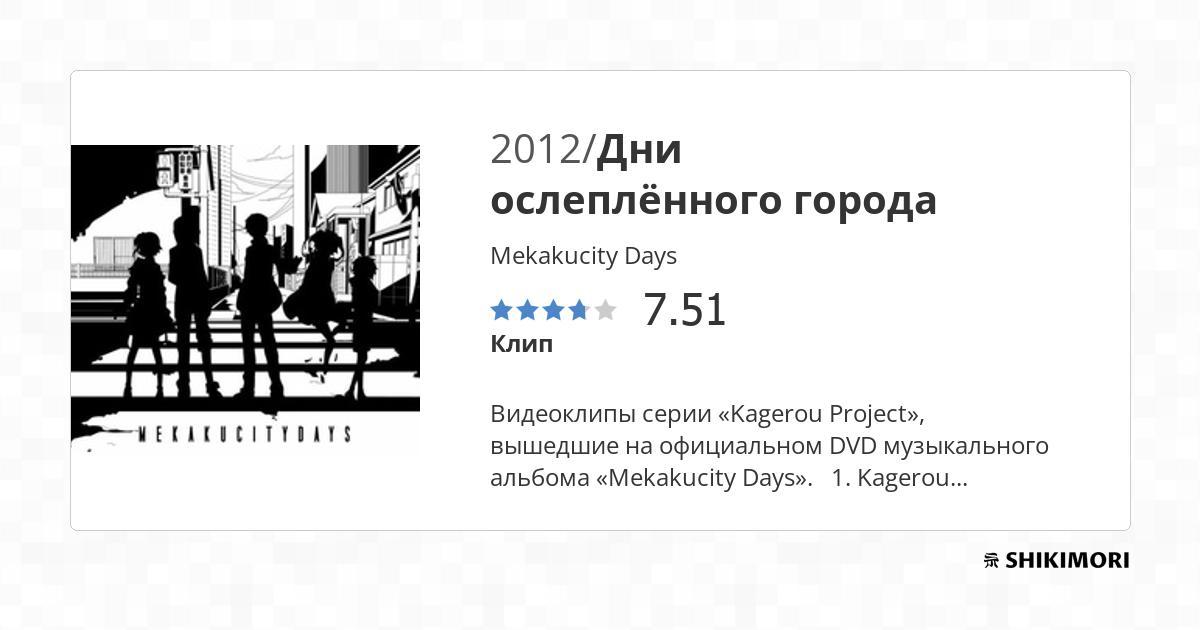 2012/Дни
ослеплённого города
Mekakucity Days
7.51
Клип
Видеоклипы серии «Kagerou Project»,
вышедшие на официальном DVD музыкального
альбома «Mekakucity Days».   1. Kagerou...
MEKAKUCITYDAYS
SHIKIMORI